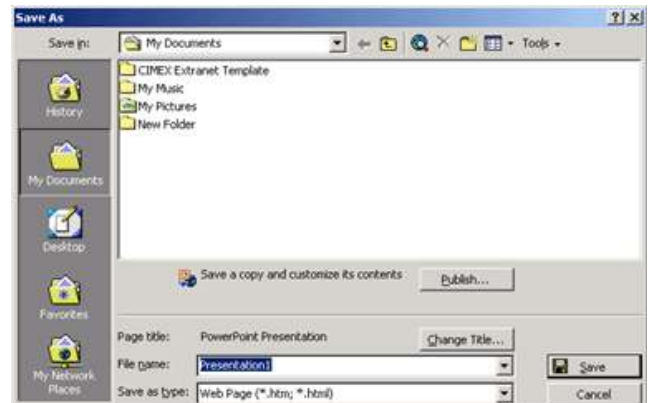 Save As
Save in:
My Documents
Tools
History
My Documents
Desktop
Favorites
My Network
Places
CIMEX Extranet Template
My Music
My Pictures
New Folder
Save a copy and customize its contents
Publish...
Page title:
PowerPoint Presentation
Change Title...
File name:
Presentation1
Save
Save as type:
Web Page (*.htm; *.html)
Cancel